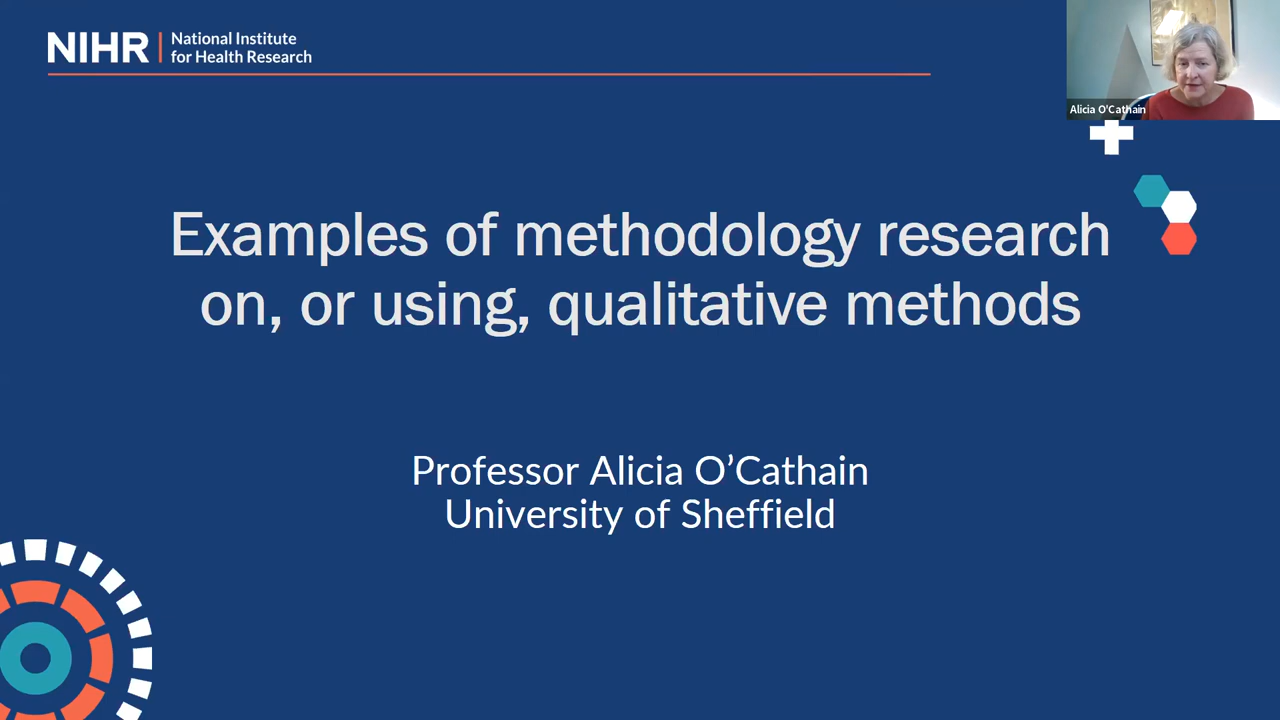 NIHR | National Institute
for Health Research
Alicia O'Cathain
Examples of methodology research
on, or using, qualitative methods
Professor Alicia O’Cathain
University of Sheffield